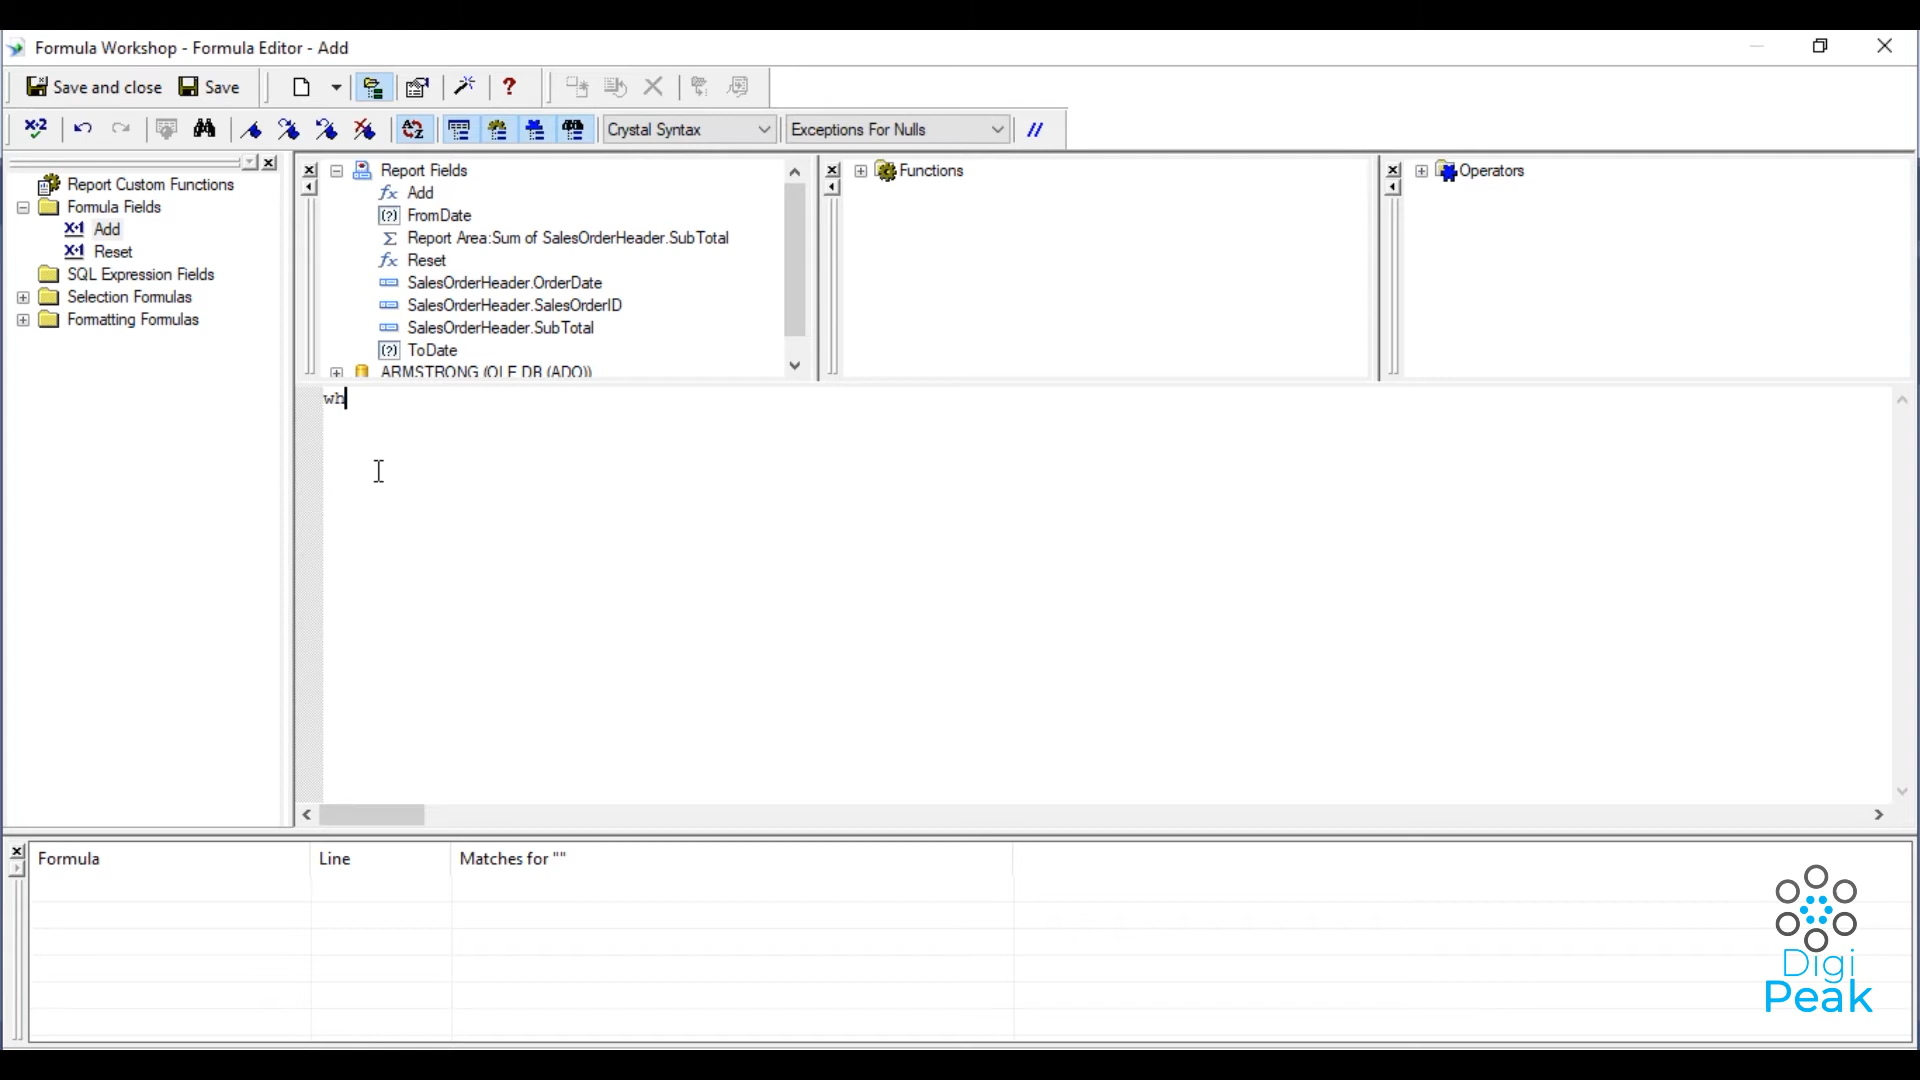 Formula Workshop - Formula Editor - Add
Save and close Save
Crystal Syntax Exceptions For Nulls //
Report Custom Functions
Formula Fields
Add
Reset
SQL Expression Fields
Selection Formulas
Formatting Formulas
Report Fields
Add
FromDate
Report Area:Sum of SalesOrderHeader.SubTotal
Reset
SalesOrderHeader.OrderDate
SalesOrderHeader.SalesOrderID
SalesOrderHeader.SubTotal
ToDate
ARMSTRONG (OLE DB (ADO))
Functions
Operators
wh
Formula Line Matches for ""
Digi
Peak